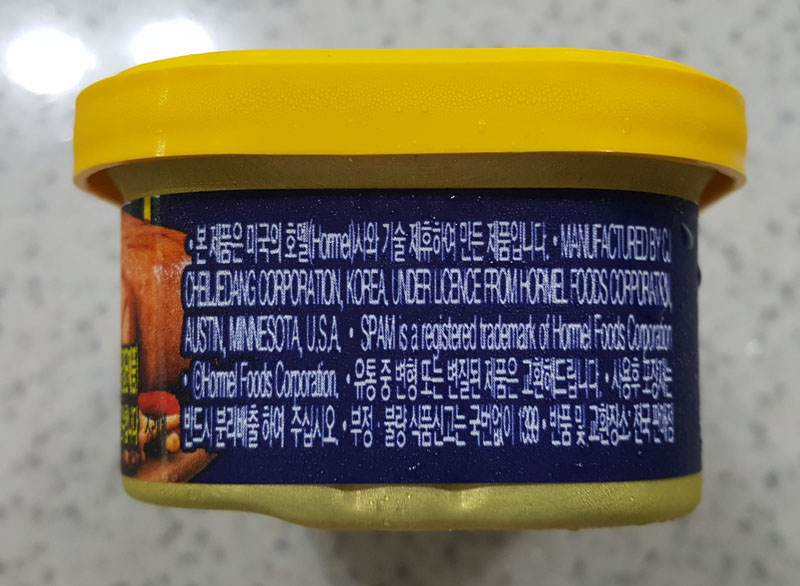 · 본 제품은 미국의 호멜(Hormel)사와 기술 제휴하여 만든 제품입니다. · MANUFACTURED BY CJ
CHEILJEDANG CORPORATION, KOREA. UNDER LICENCE FROM HORMEL FOODS CORPORATION,
AUSTIN, MINNESOTA, U.S.A. · SPAM is a registered trademark of Hormel Foods Corporation
· ©Hormel Foods Corporation. · 유통 중 변형 또는 변질된 제품은 교환해드립니다. · 사용후 포장재는
반드시 분리배출 하여 주십시오. · 부정 · 불량 식품신고는 국번없이 1399 · 반품 및 교환장소: 전국 판매점